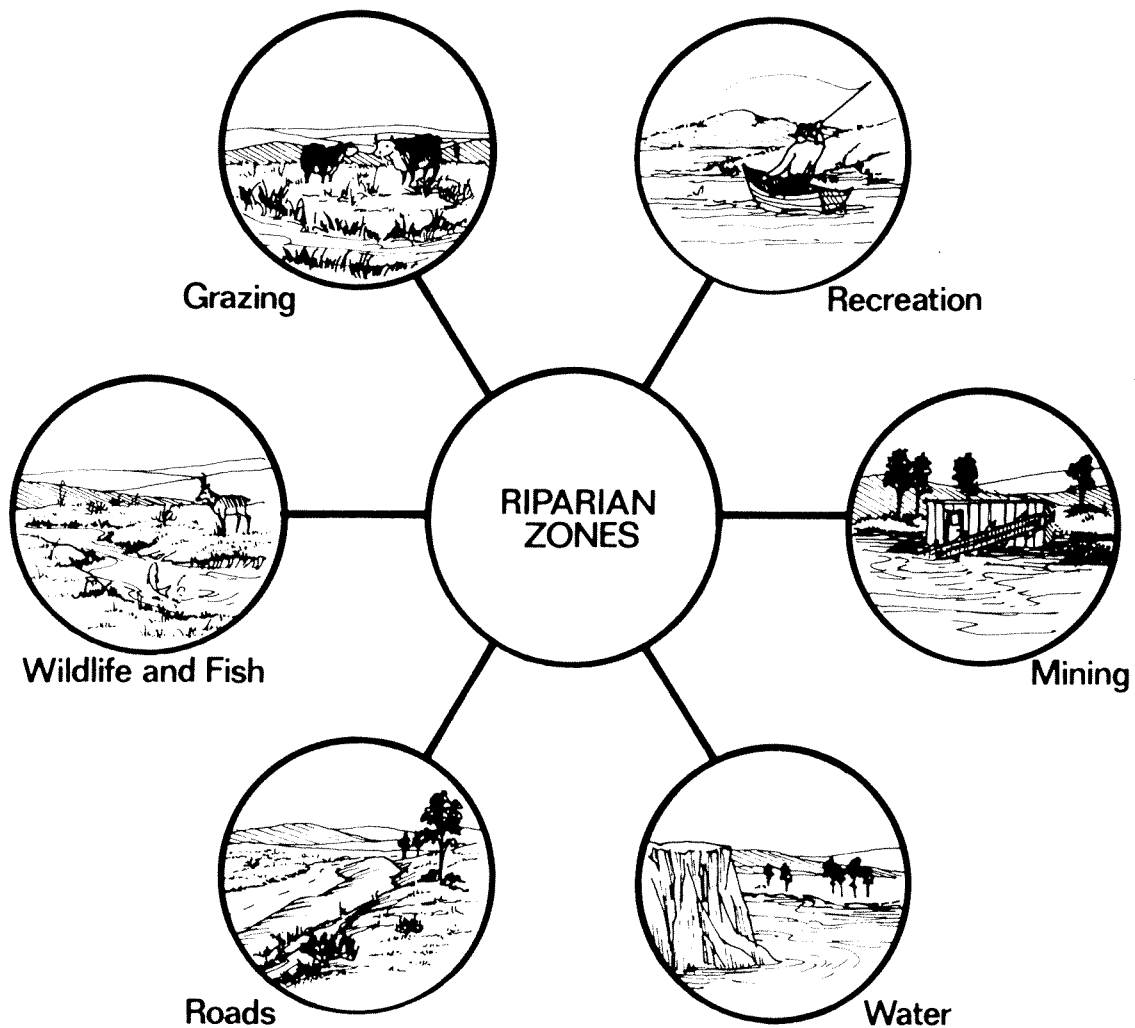 Grazing
Recreation
RIPARIAN
ZONES
Wildlife and Fish
Mining
Roads
Water